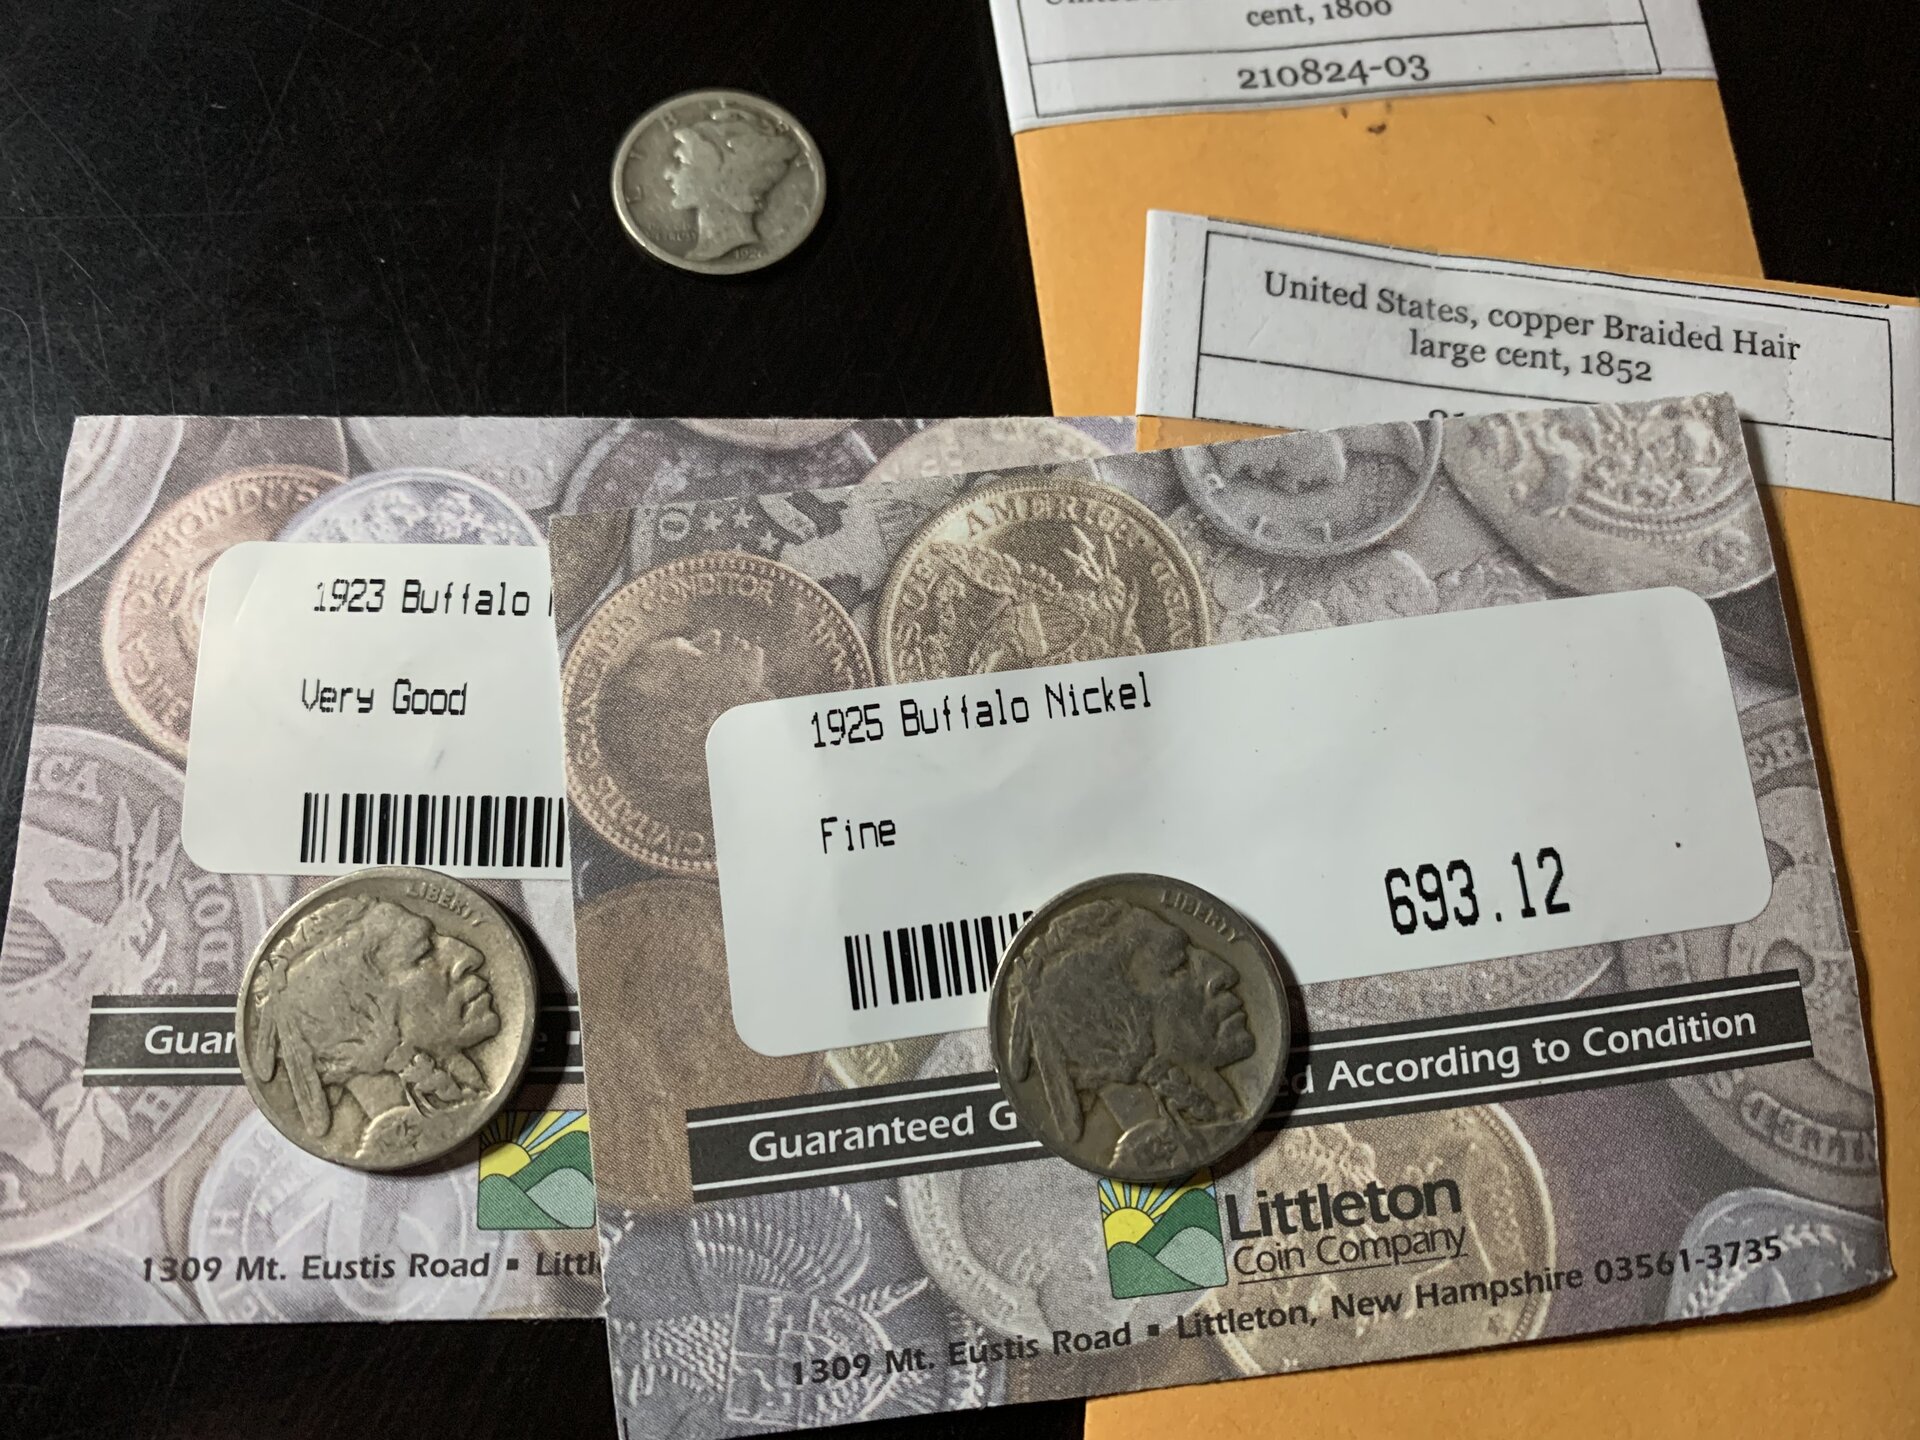 cent, 1800
210824-03
United States, copper Braided Hair
large cent, 1852
1923 Buffalo
Very Good
1925 Buffalo Nickel
Fine
693.12
Guaranteed
According to Condition
Littleton
Coin Company
1309 Mt. Eustis Road ▪ Littleton, New Hampshire 03561-3735
1309 Mt. Eustis Road ▪
LIBERTY
LIBERTY
AMERICA